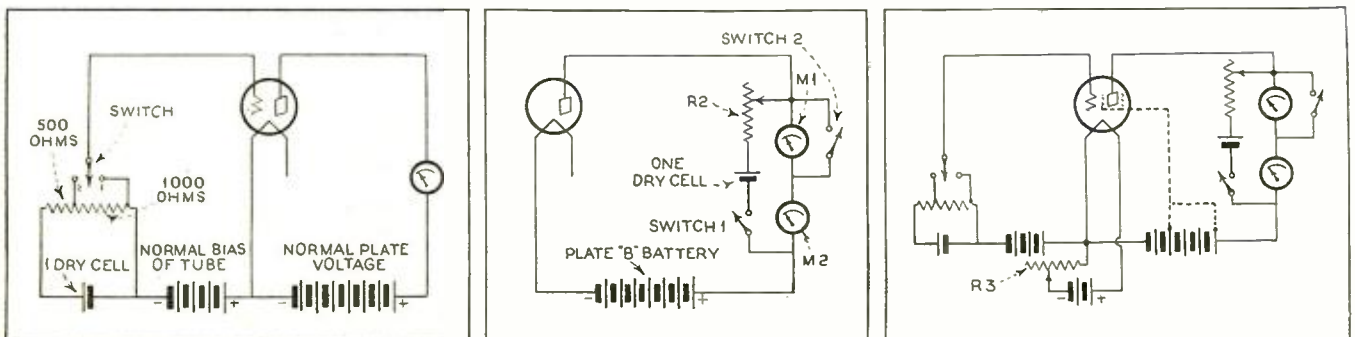 500
OHMS
SWITCH
1000
OHMS
1 DRY CELL
NORMAL BIAS
OF TUBE
NORMAL PLATE
VOLTAGE
- +
- +
SWITCH 2
M1
R2
ONE
DRY CELL
SWITCH 1
M2
PLATE "B" BATTERY
- +
R3
- +